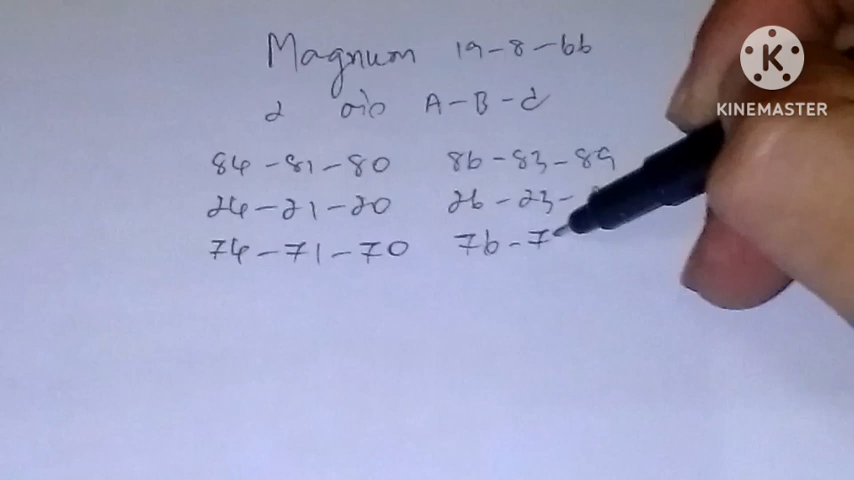 Magnum 19-8-66
2 A-B-C
84-81-80 86-83-89
24-21-20 26-23-
74-71-70 76-7
K
KINEMASTER